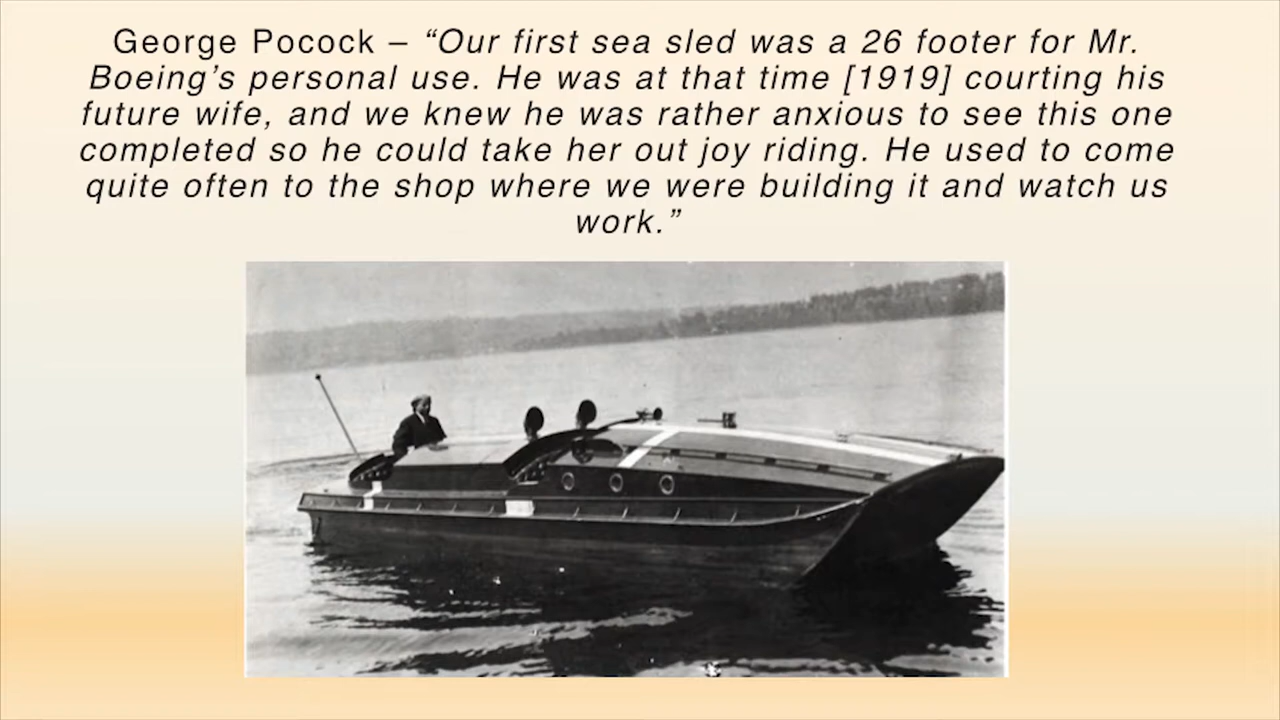 George Pocock – “Our first sea sled was a 26 footer for Mr.
Boeing’s personal use. He was at that time [1919] courting his
future wife, and we knew he was rather anxious to see this one
completed so he could take her out joy riding. He used to come
quite often to the shop where we were building it and watch us
work.”